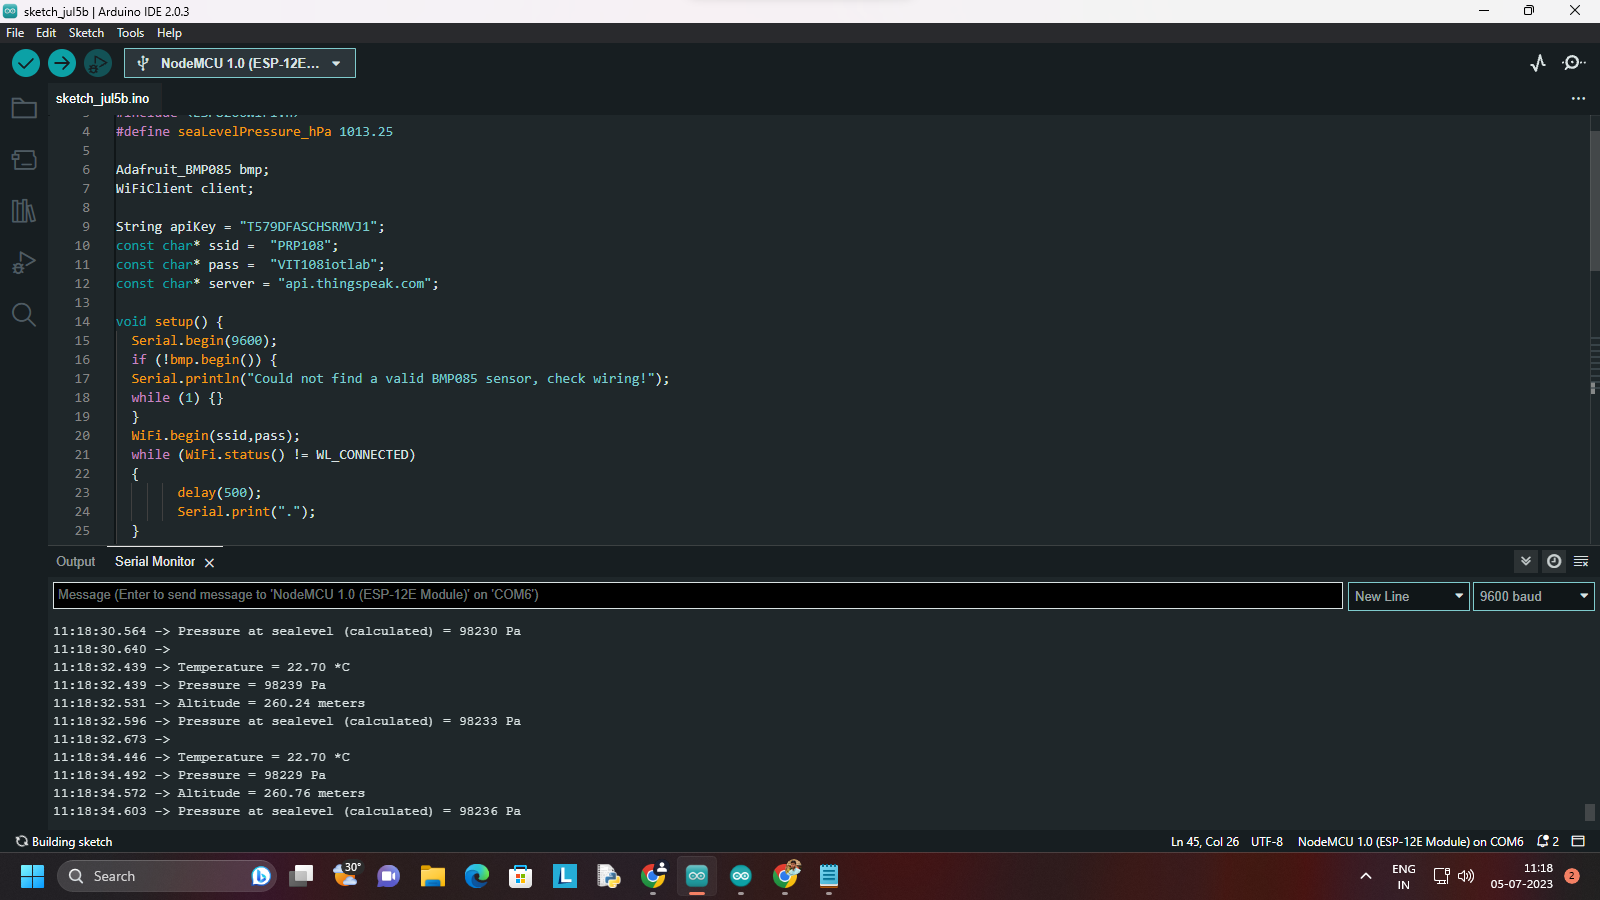 sketch_jul5b | Arduino IDE 2.0.3
File Edit Sketch Tools Help
NodeMCU 1.0 (ESP-12E...
sketch_jul5b.ino
4 #define seaLevelPressure_hPa 1013.25
5
6 Adafruit_BMP085 bmp;
7 WiFiClient client;
8
9 String apiKey = "T579DFASCHSRMVJ1";
10 const char* ssid =  "PRP108";
11 const char* pass =  "VIT108iotlab";
12 const char* server = "api.thingspeak.com";
13
14 void setup() {
15 Serial.begin(9600);
16 if (!bmp.begin()) {
17 Serial.println("Could not find a valid BMP085 sensor, check wiring!");
18 while (1) {}
19 }
20 WiFi.begin(ssid,pass);
21 while (WiFi.status() != WL_CONNECTED)
22 {
23 delay(500);
24 Serial.print(".");
25 }
Output Serial Monitor
Message (Enter to send message to 'NodeMCU 1.0 (ESP-12E Module)' on 'COM6')
New Line
9600 baud
11:18:30.564 -> Pressure at sealevel (calculated) = 98230 Pa
11:18:30.640 ->
11:18:32.439 -> Temperature = 22.70 *C
11:18:32.439 -> Pressure = 98239 Pa
11:18:32.531 -> Altitude = 260.24 meters
11:18:32.596 -> Pressure at sealevel (calculated) = 98233 Pa
11:18:32.673 ->
11:18:34.446 -> Temperature = 22.70 *C
11:18:34.492 -> Pressure = 98229 Pa
11:18:34.572 -> Altitude = 260.76 meters
11:18:34.603 -> Pressure at sealevel (calculated) = 98236 Pa
Building sketch
Ln 45, Col 26 UTF-8 NodeMCU 1.0 (ESP-12E Module) on COM6 2
Search
30°
L
ENG
IN
11:18
05-07-2023
2